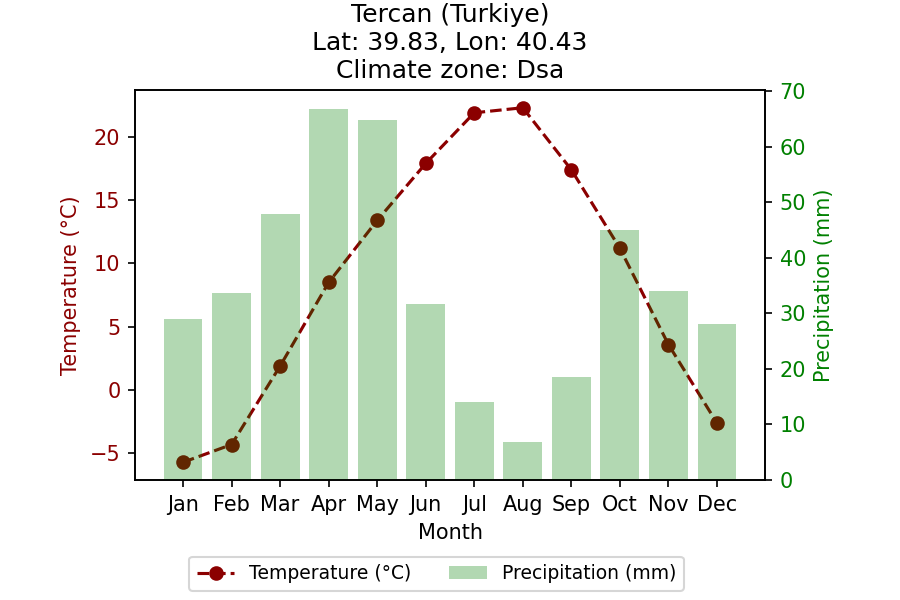 Tercan (Turkiye)
Lat: 39.83, Lon: 40.43
Climate zone: Dsa
Temperature (°C)
20
15
10
5
0
−5
70
60
50
40
30
20
10
0
Precipitation (mm)
Jan Feb Mar Apr May Jun Jul Aug Sep Oct Nov Dec
Month
Temperature (°C) Precipitation (mm)